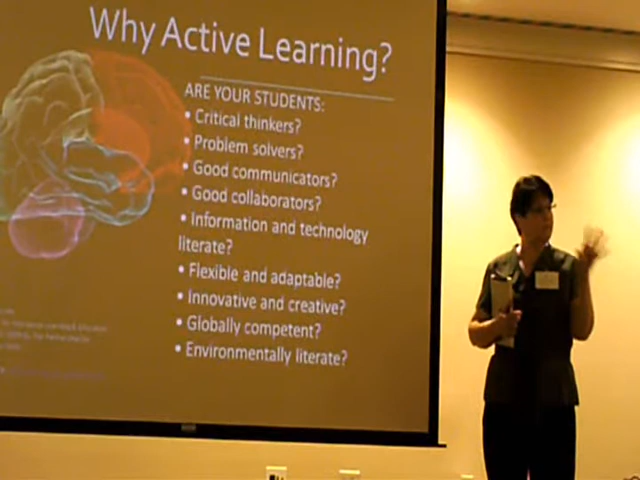 Why Active Learning?
ARE YOUR STUDENTS:
• Critical thinkers?
• Problem solvers?
• Good communicators?
• Good collaborators?
• Information and technology
literate?
• Flexible and adaptable?
• Innovative and creative?
• Globally competent?
• Environmentally literate?